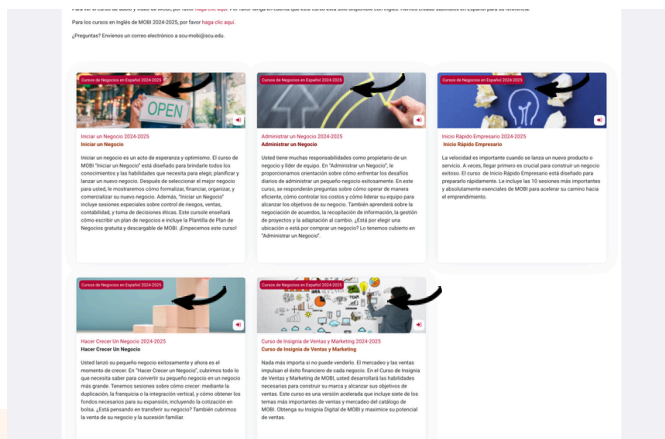 Para los cursos en Inglés de MOBI 2024-2025, por favor haga clic aquí.
¿Preguntas? Envíenos un correo electrónico a scu-mobi@scu.edu.
Cursos de Negocios en Español 2024-2025
OPEN
Iniciar un Negocio 2024-2025
Iniciar un Negocio
Iniciar un negocio es un acto de esperanza y optimismo. El curso de
MOBI "Iniciar un Negocio" está diseñado para brindarle todos los
conocimientos y las habilidades que necesita para elegir, planificar y
lanzar un nuevo negocio. Después de seleccionar el mejor negocio
para usted, le mostraremos cómo formalizar, financiar, organizar, y
comercializar su nuevo negocio. Además, "Iniciar un Negocio"
incluye sesiones especiales sobre control de riesgos, ventas,
contabilidad, y toma de decisiones éticas. Este cursole enseñará
cómo escribir un plan de negocios e incluye la Plantilla de Plan de
Negocios gratuita y descargable de MOBI. ¡Empecemos este curso!
Cursos de Negocios en Español 2024-2025
Administrar un Negocio 2024-2025
Administrar un Negocio
Usted tiene muchas responsabilidades como propietario de un
negocio y líder de equipo. En "Administrar un Negocio", le
proporcionamos orientación sobre cómo enfrentar los desafíos
diarios de administrar un pequeño negocio exitosamente. En este
curso, se responderán preguntas sobre cómo operar de manera
eficiente, cómo controlar los costos y cómo liderar su equipo para
alcanzar los objetivos de su negocio. También aprenderá sobre la
negociación de acuerdos, la recopilación de información, la gestión
de proyectos y la adaptación al cambio. ¿Está por elegir una
ubicación o está por comprar un negocio? Lo tenemos cubierto en
"Administrar un Negocio".
Cursos de Negocios en Español 2024-2025
Inicio Rápido Empresario 2024-2025
Inicio Rápido Empresario
La velocidad es importante cuando se lanza un nuevo producto o
servicio. A veces, llegar primero es crucial para construir un negocio
exitoso. El curso de Inicio Rápido Empresario está diseñado para
prepararlo rápidamente. Le incluye las 10 sesiones más importantes
y absolutamente esenciales de MOBI para acelerar su camino hacia
el emprendimiento.
Cursos de Negocios en Español 2024-2025
Hacer Crecer Un Negocio 2024-2025
Hacer Crecer Un Negocio
Usted lanzó su pequeño negocio exitosamente y ahora es el
momento de crecer. En "Hacer Crecer un Negocio", cubrimos todo lo
que necesita saber para convertir su pequeño negocio en un negocio
más grande. Tenemos sesiones sobre cómo crecer mediante la
duplicación, la franquicia o la integración vertical, y cómo obtener los
fondos necesarios para su expansión, incluyendo la cotización en
bolsa. ¿Está pensando en transferir su negocio? También cubrimos
la venta de su negocio y la sucesión familiar.
Cursos de Negocios en Español 2024-2025
Curso de Insignia de Ventas y Marketing 2024-2025
Curso de Insignia de Ventas y Marketing
Nada más importa si no puede venderlo. El mercadeo y las ventas
impulsan el éxito financiero de cada negocio. En el Curso de Insignia
de Ventas y Marketing de MOBI, usted desarrollará las habilidades
necesarias para construir su marca y alcanzar sus objetivos de
ventas. Este curso es una versión acelerada que incluye siete de los
temas más importantes de ventas y mercadeo del catálogo de
MOBI. Obtenga su Insignia Digital de MOBI y maximice su potencial
de ventas.